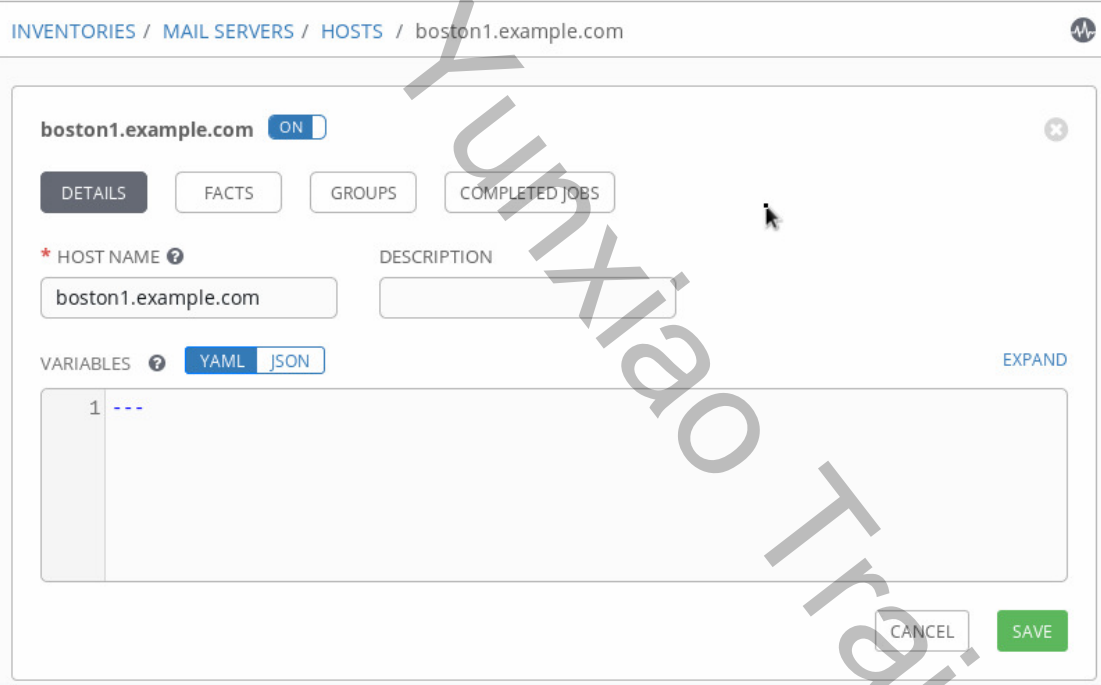 INVENTORIES / MAIL SERVERS / HOSTS / boston1.example.com
boston1.example.com ON
DETAILS FACTS GROUPS COMPLETED JOBS
* HOST NAME ? DESCRIPTION
boston1.example.com
VARIABLES ? YAML JSON EXPAND
1 ---
CANCEL SAVE
Yunxiao Trai